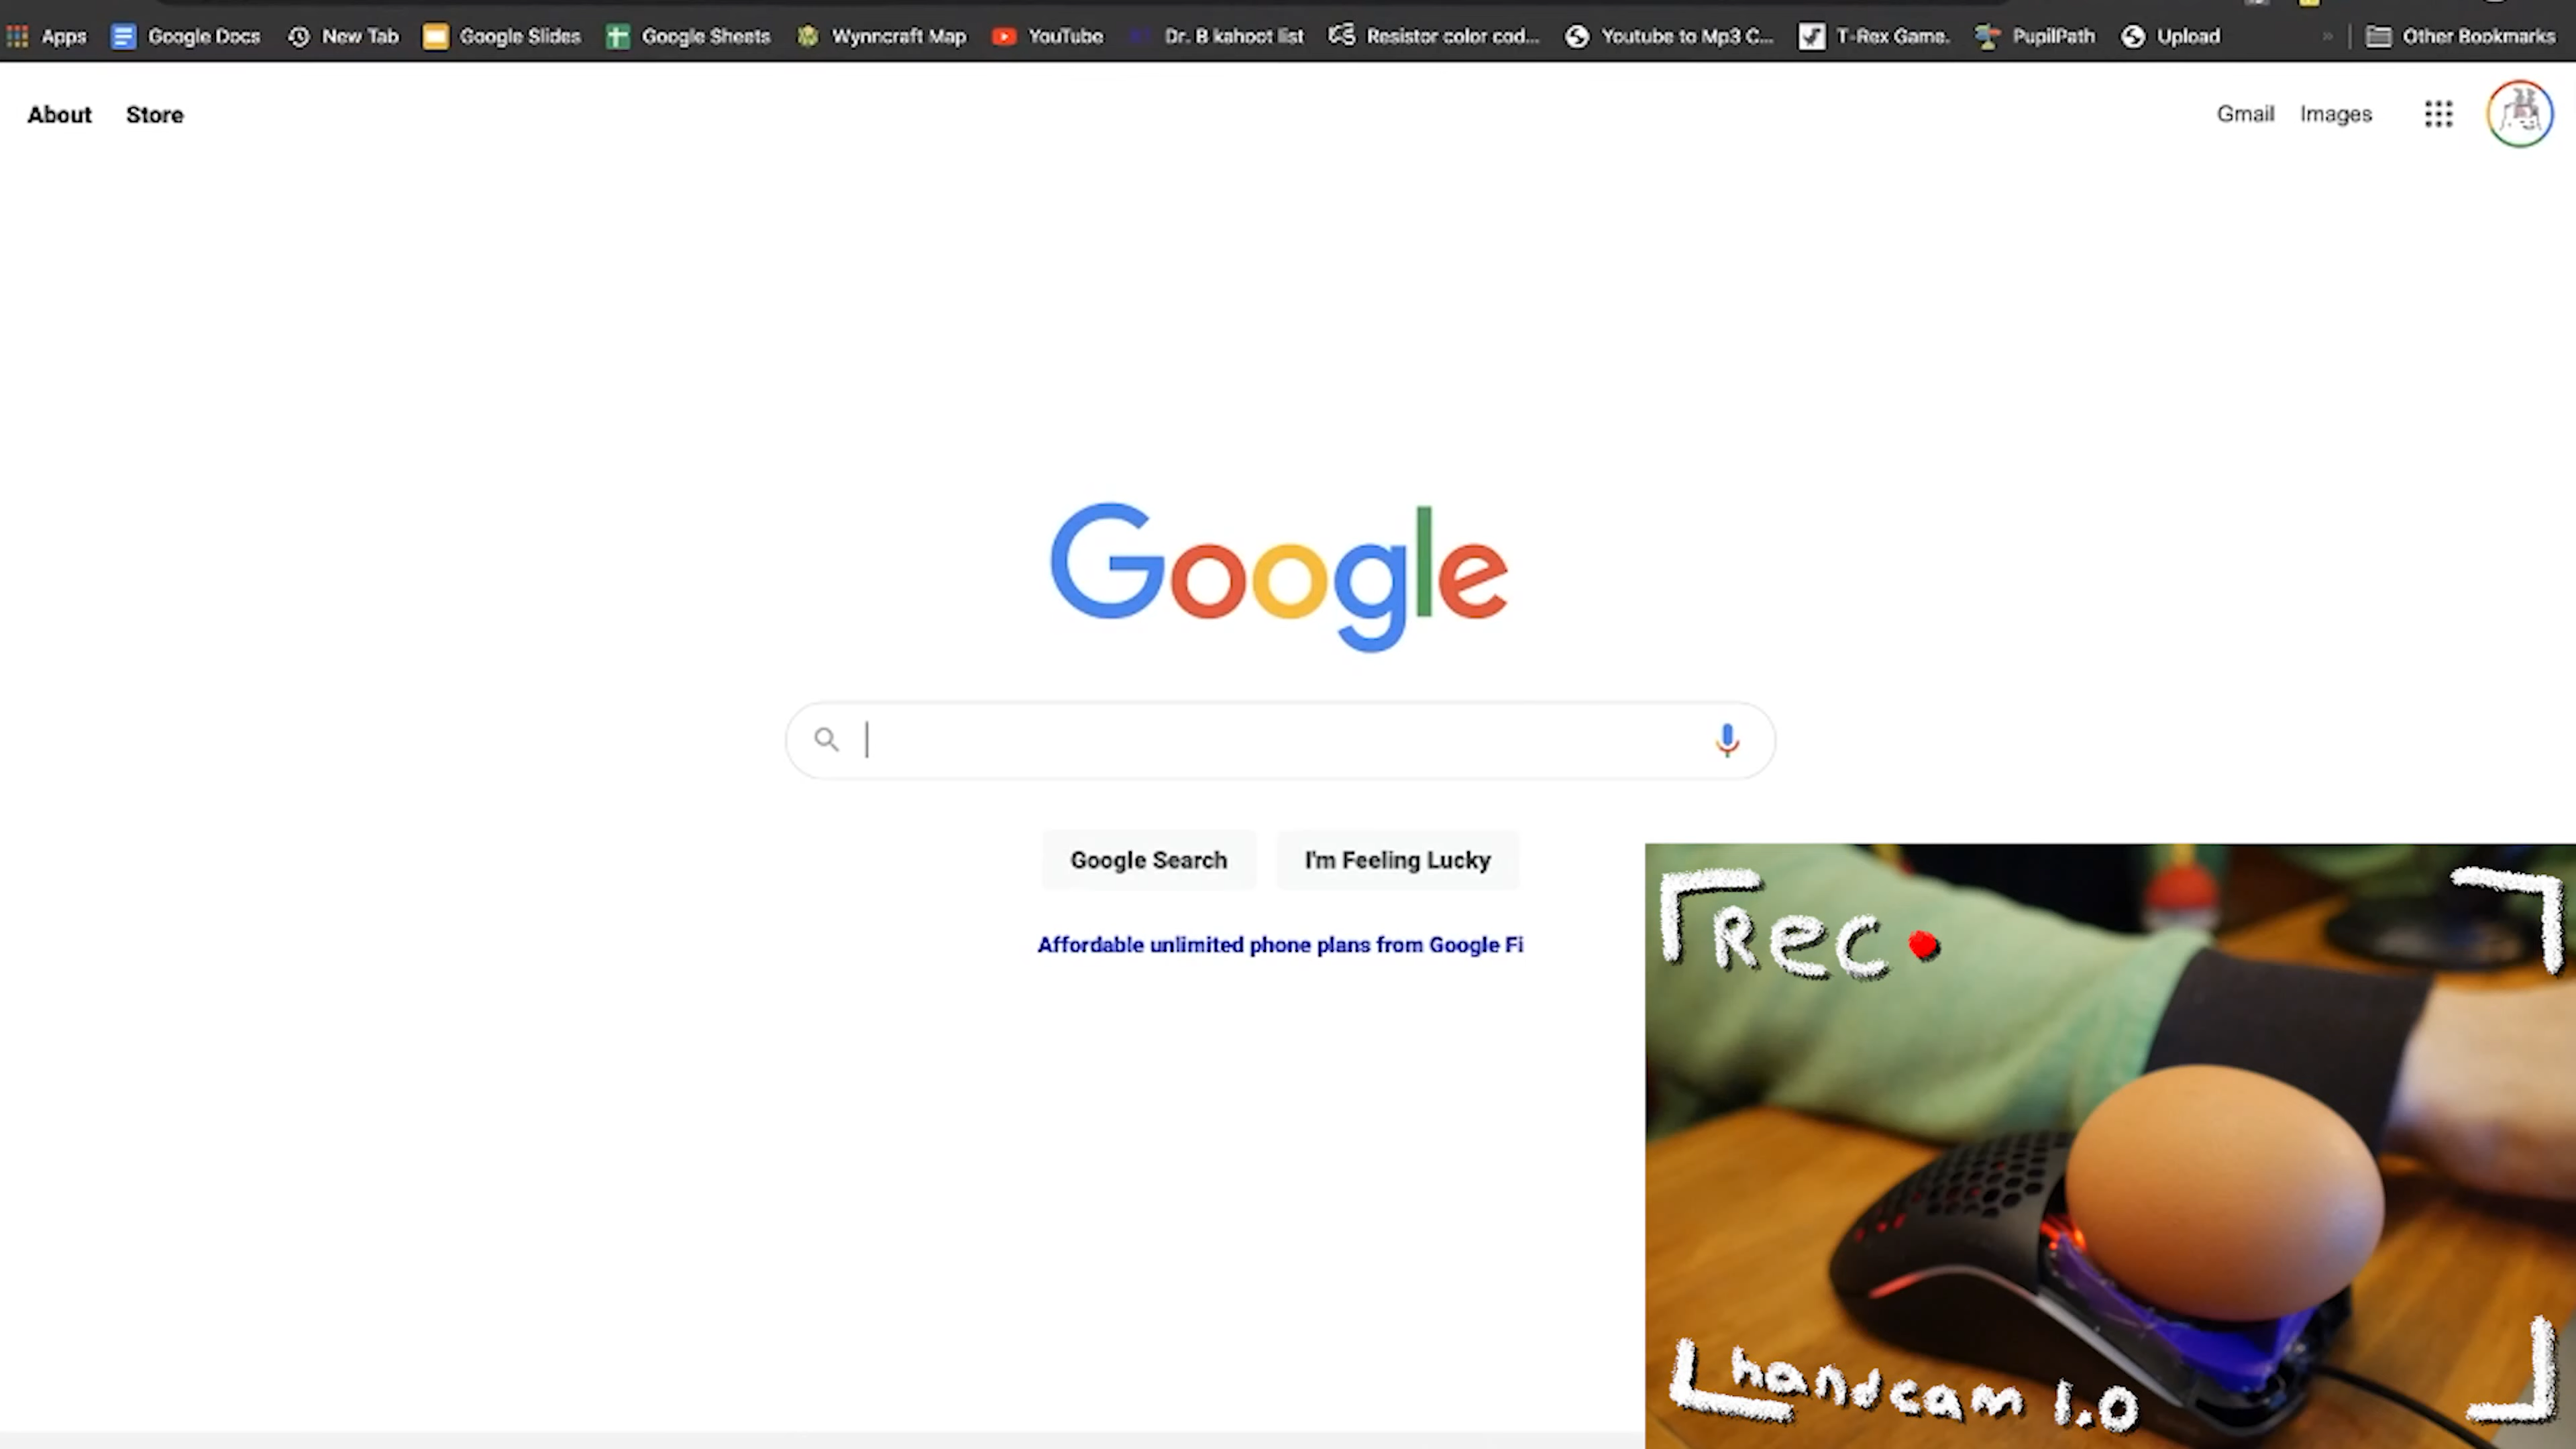 Apps Google Docs New Tab Google Slides Google Sheets Wynncraft Map YouTube Dr. B kahoot list Resistor color cod... Youtube to Mp3 C... T-Rex Game. PupilPath Upload » Other Bookmarks
About Store Gmail Images
Google
Google Search I'm Feeling Lucky
Affordable unlimited phone plans from Google Fi
Rec
handcam 1.0